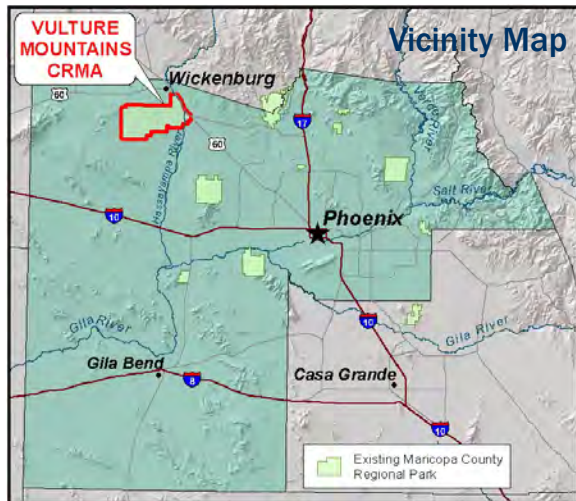 Vicinity Map
VULTURE
MOUNTAINS
CRMA
Wickenburg
60
17
60
Verde River
Hassayampa River
Salt River
10
Phoenix
Gila River
Gila River
10
Gila Bend
8
Casa Grande
10
Existing Maricopa County
Regional Park